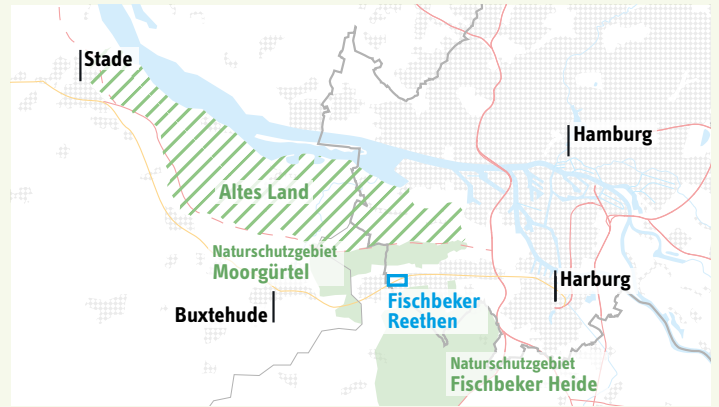 Stade
Hamburg
Altes Land
Naturschutzgebiet
Moorgürtel
Harburg
Fischbeker
Reethen
Buxtehude
Naturschutzgebiet
Fischbeker Heide